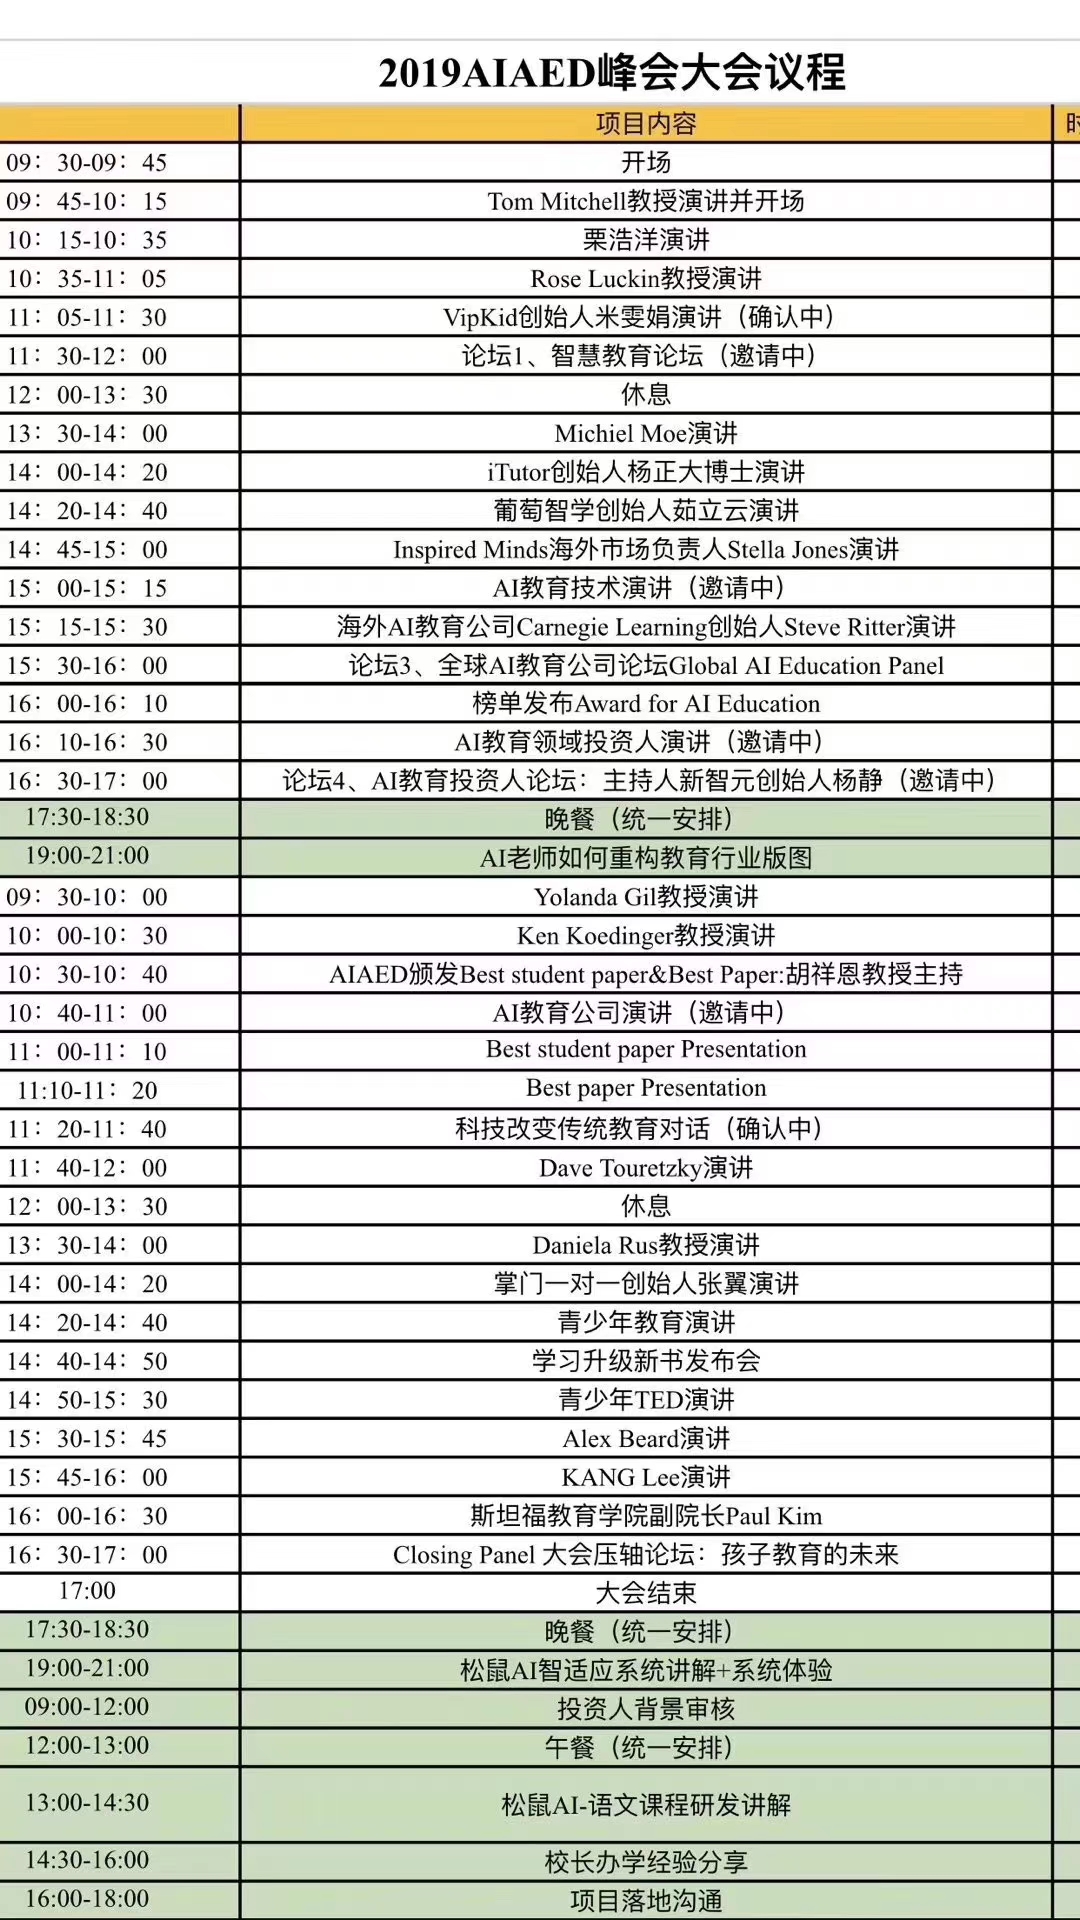 2019AIAED峰会大会议程
项目内容 时
09：30-09：45 开场
09：45-10：15 Tom Mitchell教授演讲并开场
10：15-10：35 栗浩洋演讲
10：35-11：05 Rose Luckin教授演讲
11：05-11：30 VipKid创始人米雯娟演讲（确认中）
11：30-12：00 论坛1、智慧教育论坛（邀请中）
12：00-13：30 休息
13：30-14：00 Michiel Moe演讲
14：00-14：20 iTutor创始人杨正大博士演讲
14：20-14：40 葡萄智学创始人茹立云演讲
14：45-15：00 Inspired Minds海外市场负责人Stella Jones演讲
15：00-15：15 AI教育技术演讲（邀请中）
15：15-15：30 海外AI教育公司Carnegie Learning创始人Steve Ritter演讲
15：30-16：00 论坛3、全球AI教育公司论坛Global AI Education Panel
16：00-16：10 榜单发布Award for AI Education
16：10-16：30 AI教育领域投资人演讲（邀请中）
16：30-17：00 论坛4、AI教育投资人论坛：主持人新智元创始人杨静（邀请中）
17:30-18:30 晚餐（统一安排）
19:00-21:00 AI老师如何重构教育行业版图
09：30-10：00 Yolanda Gil教授演讲
10：00-10：30 Ken Koedinger教授演讲
10：30-10：40 AIAED颁发Best student paper&Best Paper:胡祥恩教授主持
10：40-11：00 AI教育公司演讲（邀请中）
11：00-11：10 Best student paper Presentation
11:10-11：20 Best paper Presentation
11：20-11：40 科技改变传统教育对话（确认中）
11：40-12：00 Dave Touretzky演讲
12：00-13：30 休息
13：30-14：00 Daniela Rus教授演讲
14：00-14：20 掌门一对一创始人张翼演讲
14：20-14：40 青少年教育演讲
14：40-14：50 学习升级新书发布会
14：50-15：30 青少年TED演讲
15：30-15：45 Alex Beard演讲
15：45-16：00 KANG Lee演讲
16：00-16：30 斯坦福教育学院副院长Paul Kim
16：30-17：00 Closing Panel 大会压轴论坛：孩子教育的未来
17:00 大会结束
17:30-18:30 晚餐（统一安排）
19:00-21:00 松鼠AI智适应系统讲解+系统体验
09:00-12:00 投资人背景审核
12:00-13:00 午餐（统一安排）
13:00-14:30 松鼠AI-语文课程研发讲解
14:30-16:00 校长办学经验分享
16:00-18:00 项目落地沟通